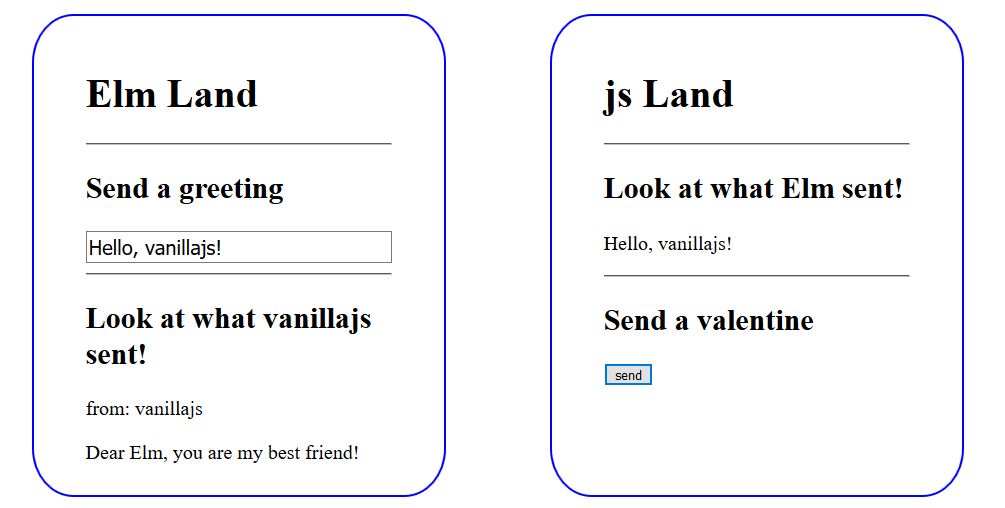 Elm Land
Send a greeting
Hello, vanillajs!
Look at what vanillajs
sent!
from: vanillajs
Dear Elm, you are my best friend!
js Land
Look at what Elm sent!
Hello, vanillajs!
Send a valentine
send